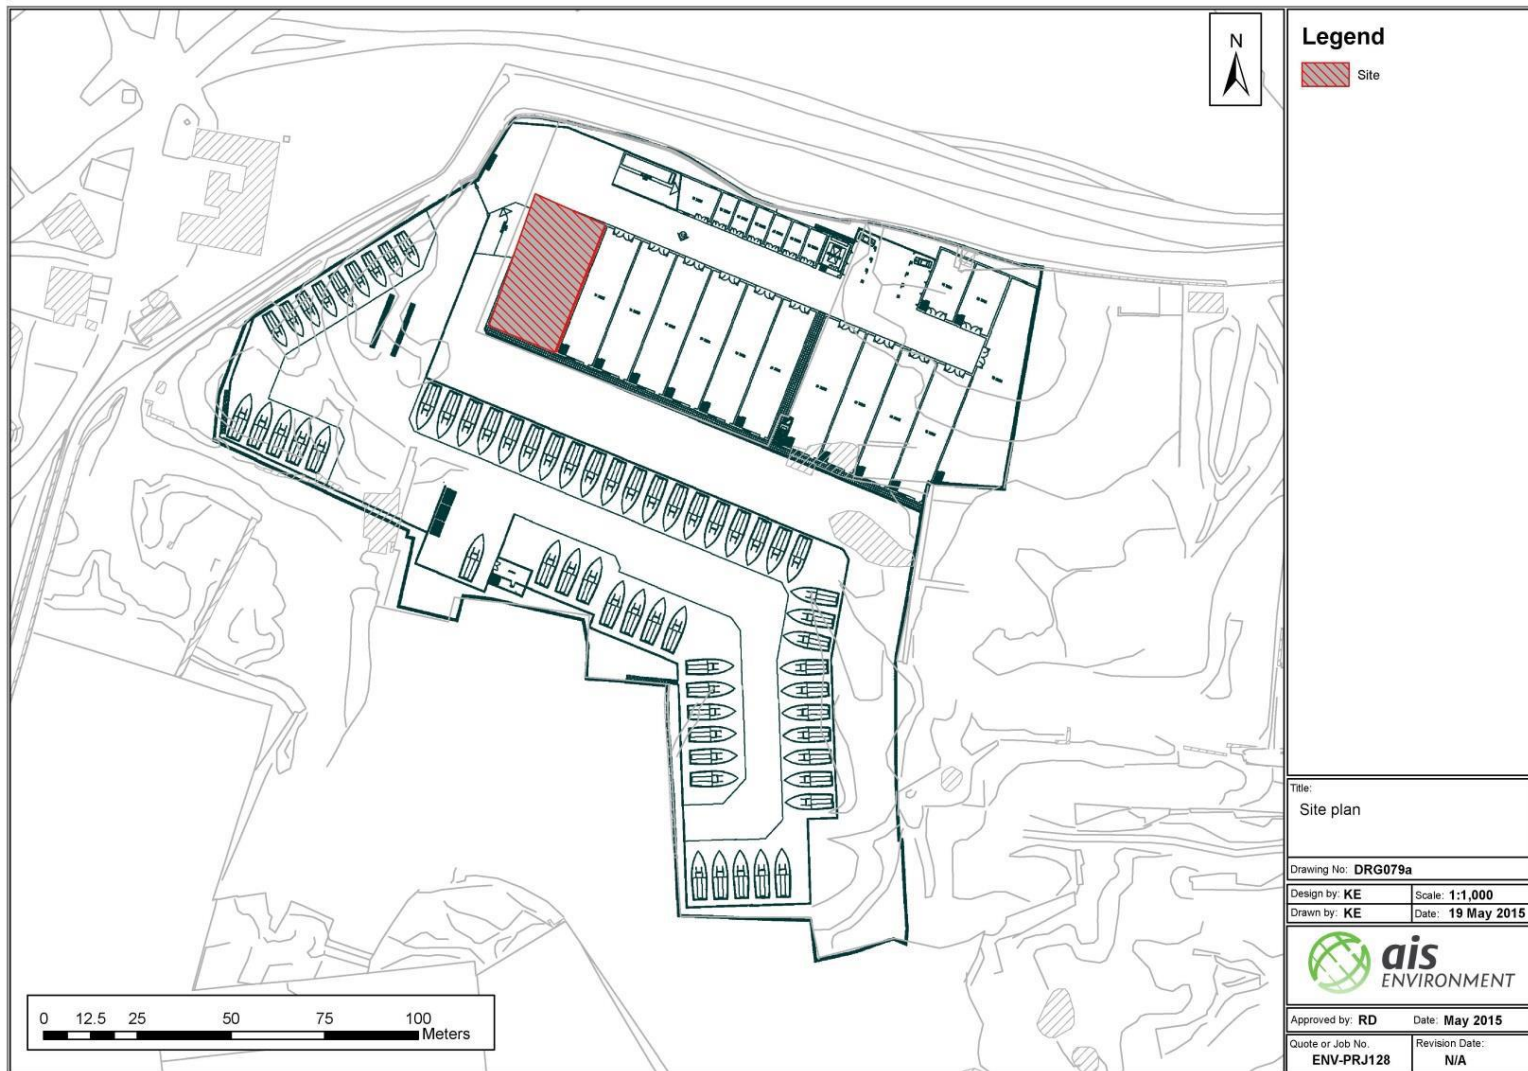 N
Legend
Site
0 12.5 25 50 75 100
Meters
Title:
Site plan
Drawing No: DRG079a
Design by: KE Scale: 1:1,000
Drawn by: KE Date: 19 May 2015
ais
ENVIRONMENT
Approved by: RD Date: May 2015
Quote or Job No. Revision Date:
ENV-PRJ128 N/A